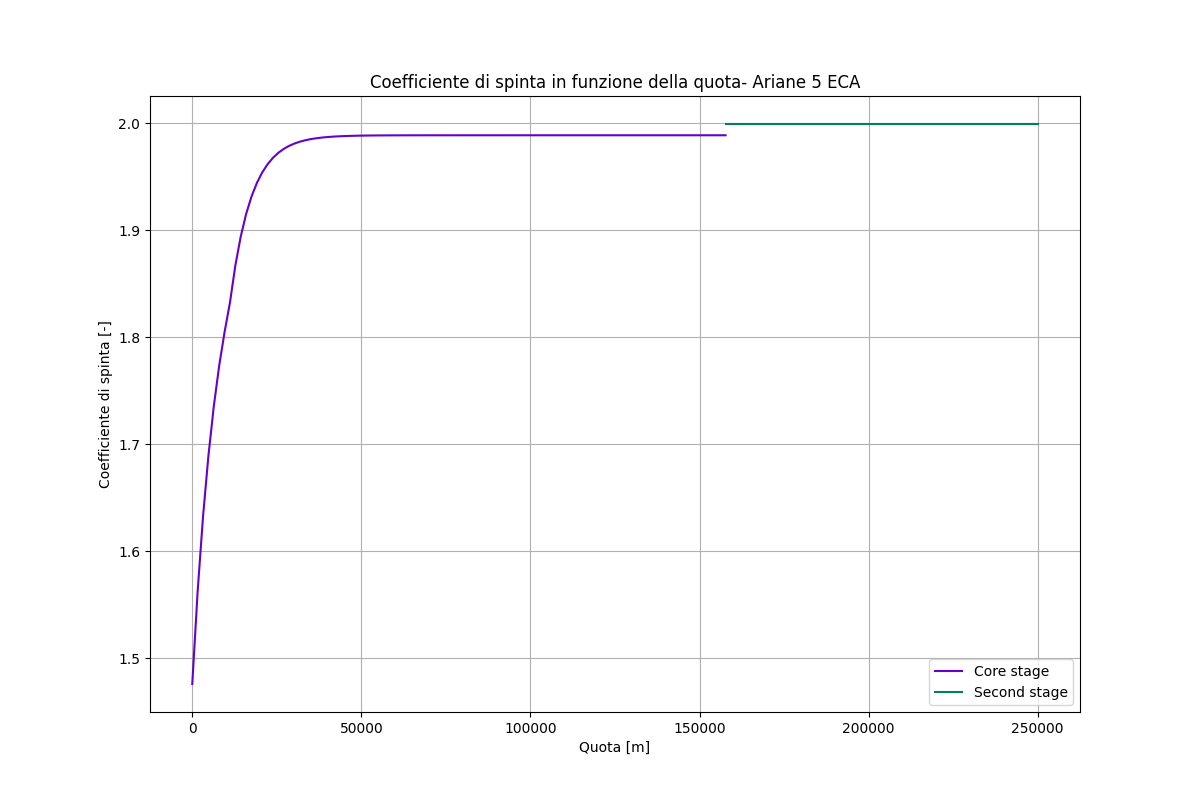 Coefficiente di spinta in funzione della quota- Ariane 5 ECA
Coefficiente di spinta [-]
2.0
1.9
1.8
1.7
1.6
1.5
Core stage
Second stage
0
50000
100000
150000
200000
250000
Quota [m]